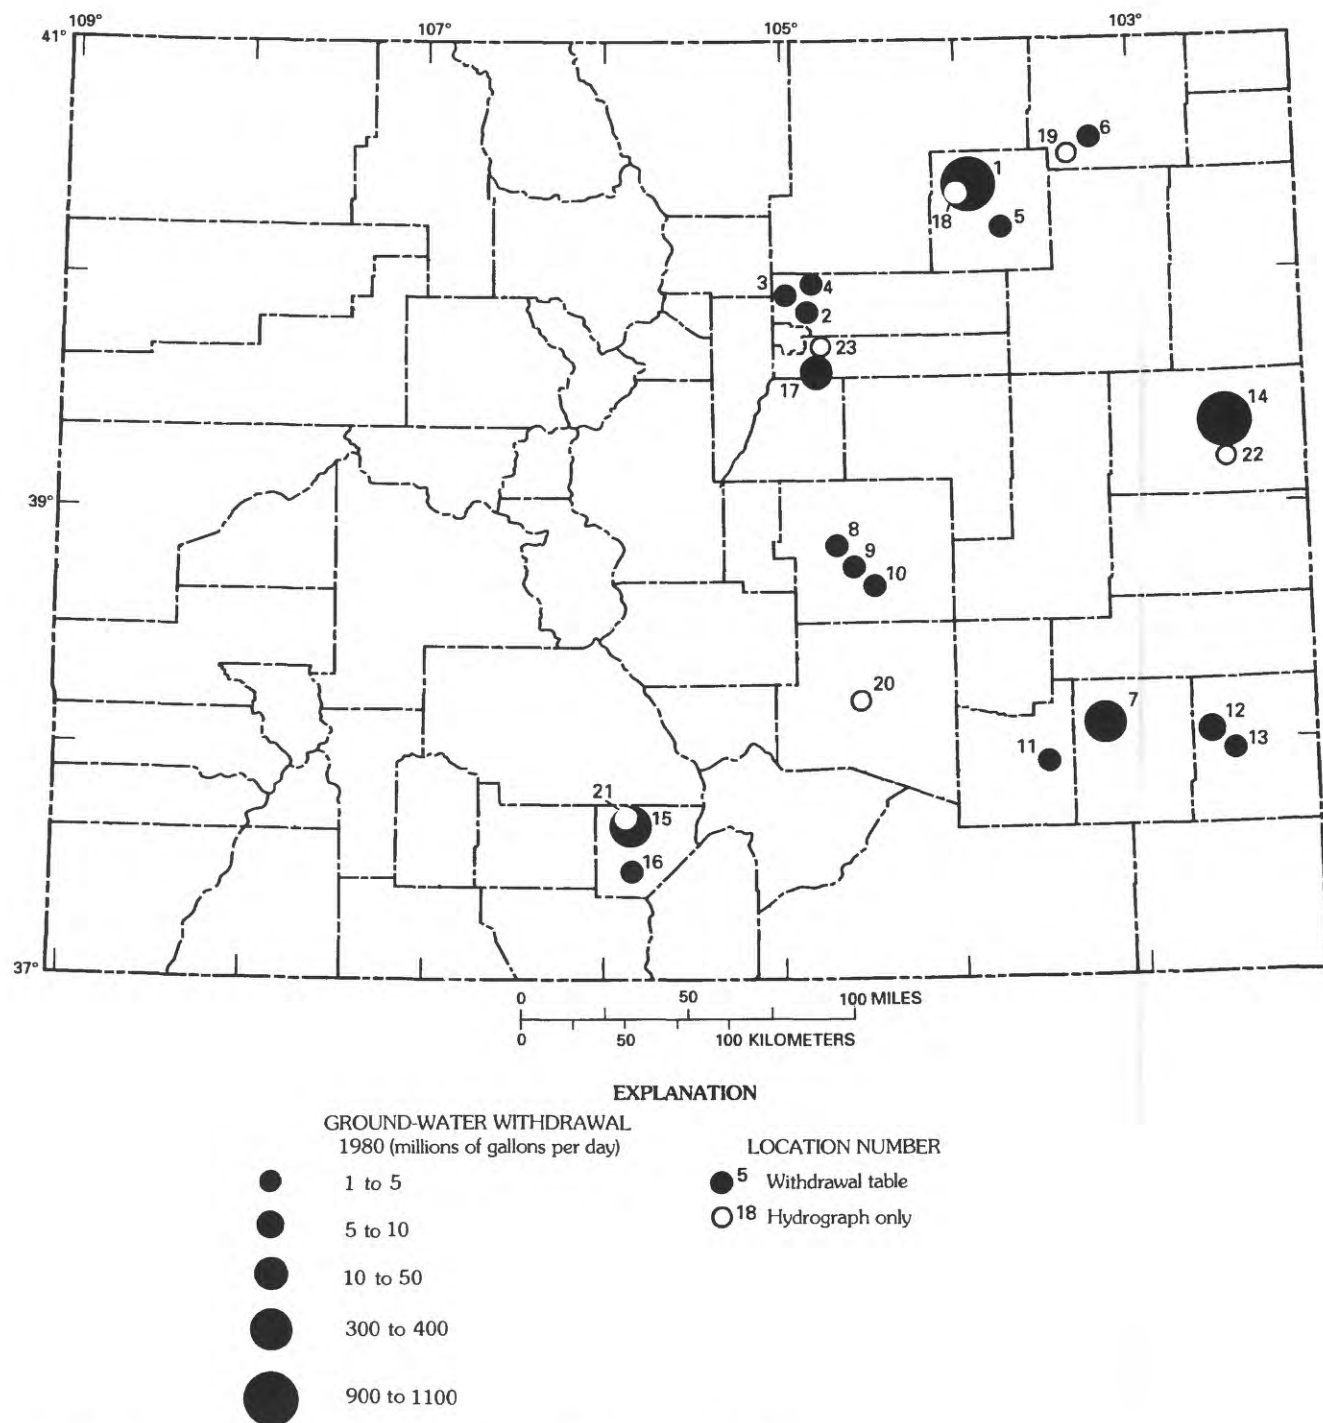 109°
107°
105°
103°
41°
19
6
1
18
5
3
4
2
23
17
14
22
39°
8
9
10
20
7
12
11
13
21
15
16
37°
0 50 100 MILES
0 50 100 KILOMETERS
EXPLANATION
GROUND-WATER WITHDRAWAL
1980 (millions of gallons per day)
1 to 5
5 to 10
10 to 50
300 to 400
900 to 1100
LOCATION NUMBER
5 Withdrawal table
18 Hydrograph only